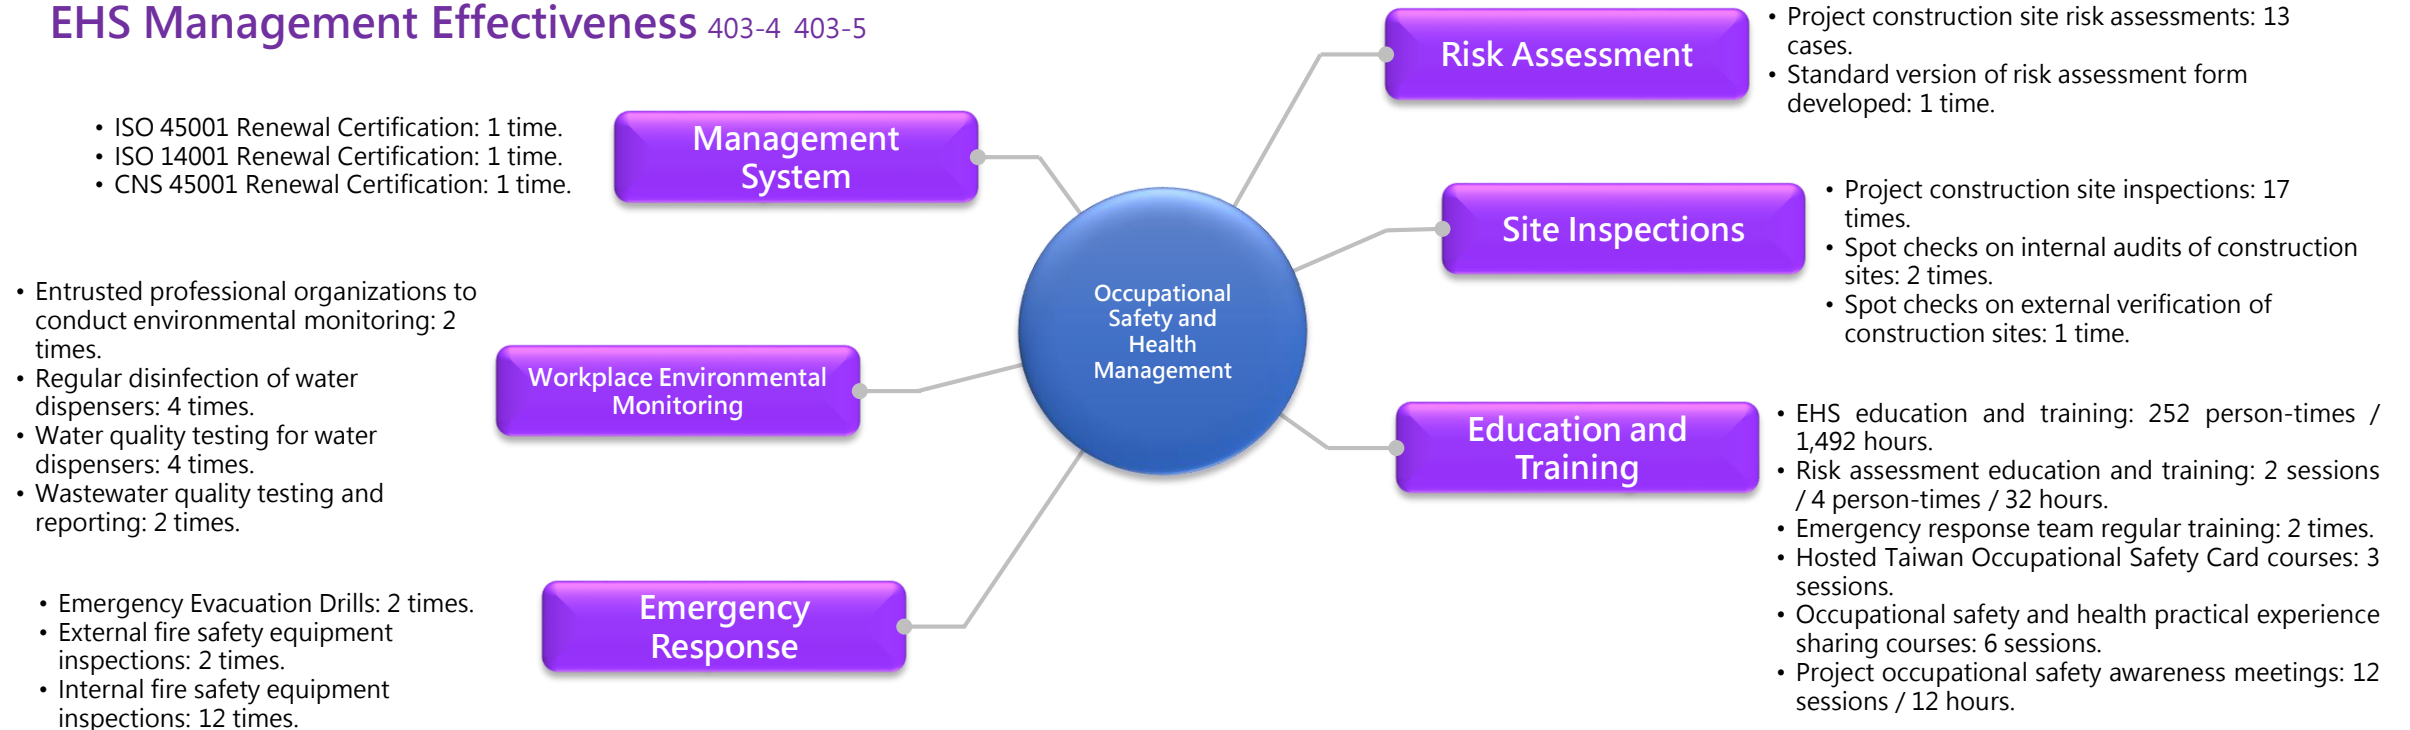 EHS Management Effectiveness 403-4 403-5
• ISO 45001 Renewal Certification: 1 time.
• ISO 14001 Renewal Certification: 1 time.
• CNS 45001 Renewal Certification: 1 time.
Management
System
• Entrusted professional organizations to
conduct environmental monitoring: 2
times.
• Regular disinfection of water
dispensers: 4 times.
• Water quality testing for water
dispensers: 4 times.
• Wastewater quality testing and
reporting: 2 times.
Workplace Environmental
Monitoring
• Emergency Evacuation Drills: 2 times.
• External fire safety equipment
inspections: 2 times.
• Internal fire safety equipment
inspections: 12 times.
Emergency
Response
Occupational
Safety and
Health
Management
Risk Assessment
• Project construction site risk assessments: 13
cases.
• Standard version of risk assessment form
developed: 1 time.
Site Inspections
• Project construction site inspections: 17
times.
• Spot checks on internal audits of construction
sites: 2 times.
• Spot checks on external verification of
construction sites: 1 time.
Education and
Training
• EHS education and training: 252 person-times /
1,492 hours.
• Risk assessment education and training: 2 sessions
/ 4 person-times / 32 hours.
• Emergency response team regular training: 2 times.
• Hosted Taiwan Occupational Safety Card courses: 3
sessions.
• Occupational safety and health practical experience
sharing courses: 6 sessions.
• Project occupational safety awareness meetings: 12
sessions / 12 hours.